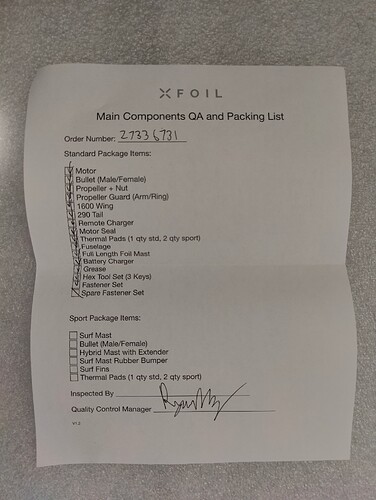 XFOIL
Main Components QA and Packing List
Order Number: 27336731
Standard Package Items:
Motor
Bullet (Male/Female)
Propeller + Nut
Propeller Guard (Arm/Ring)
1600 Wing
290 Tail
Remote Charger
Motor Seal
Thermal Pads (1 qty std, 2 qty sport)
Fuselage
Full Length Foil Mast
Battery Charger
Grease
Hex Tool Set (3 Keys)
Fastener Set
Spare Fastener Set
Sport Package Items:
Surf Mast
Bullet (Male/Female)
Hybrid Mast with Extender
Surf Mast Rubber Bumper
Surf Fins
Thermal Pads (1 qty std, 2 qty sport)
Inspected By
Quality Control Manager